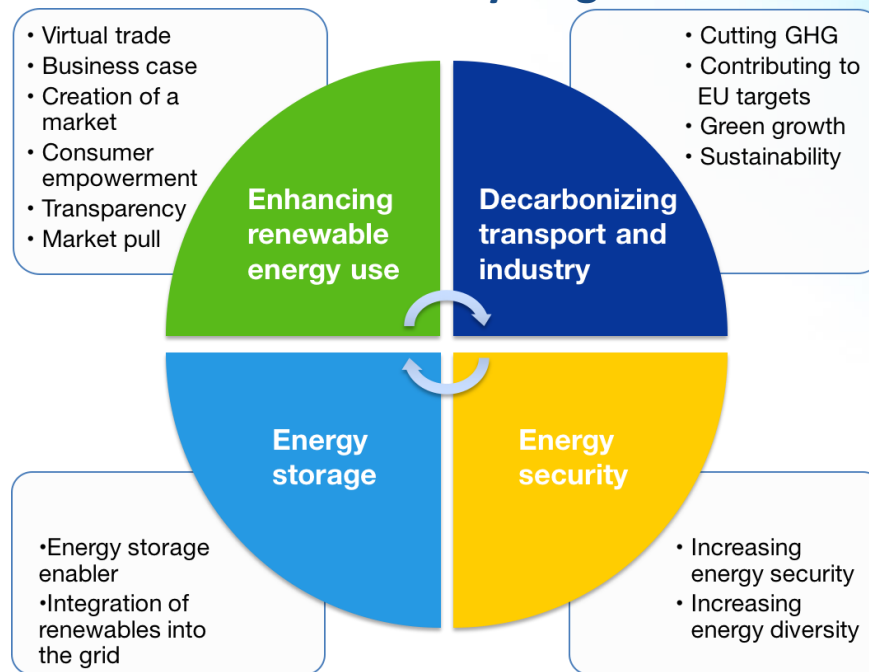 • Virtual trade
• Business case
• Creation of a
market
• Consumer
empowerment
• Transparency
• Market pull
• Cutting GHG
• Contributing to
EU targets
• Green growth
• Sustainability
Enhancing
renewable
energy use
Decarbonizing
transport and
industry
Energy
storage
Energy
security
•Energy storage
enabler
•Integration of
renewables into
the grid
• Increasing
energy security
• Increasing
energy diversity